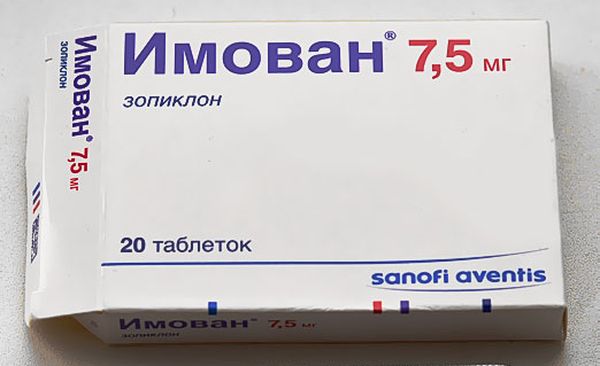 Имован® 7,5 мг
зопиклон
20 таблеток
sanofi aventis
Имован® 7,5 мг
зопиклон
Имован® 7,5 мг
зопиклон